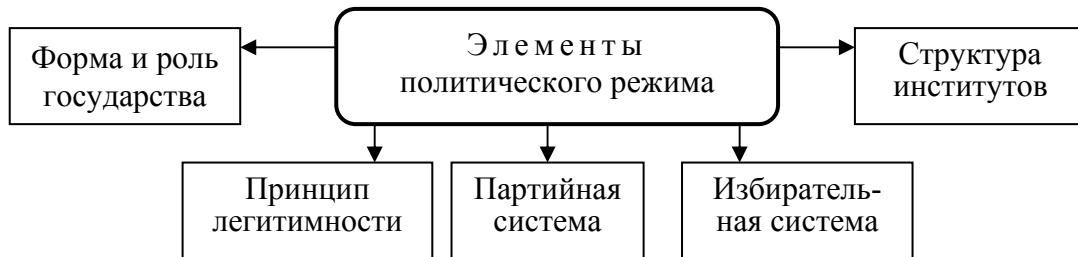 Элементы
политического режима
Форма и роль
государства
Структура
институтов
Принцип
легитимности
Партийная
система
Избиратель-
ная система